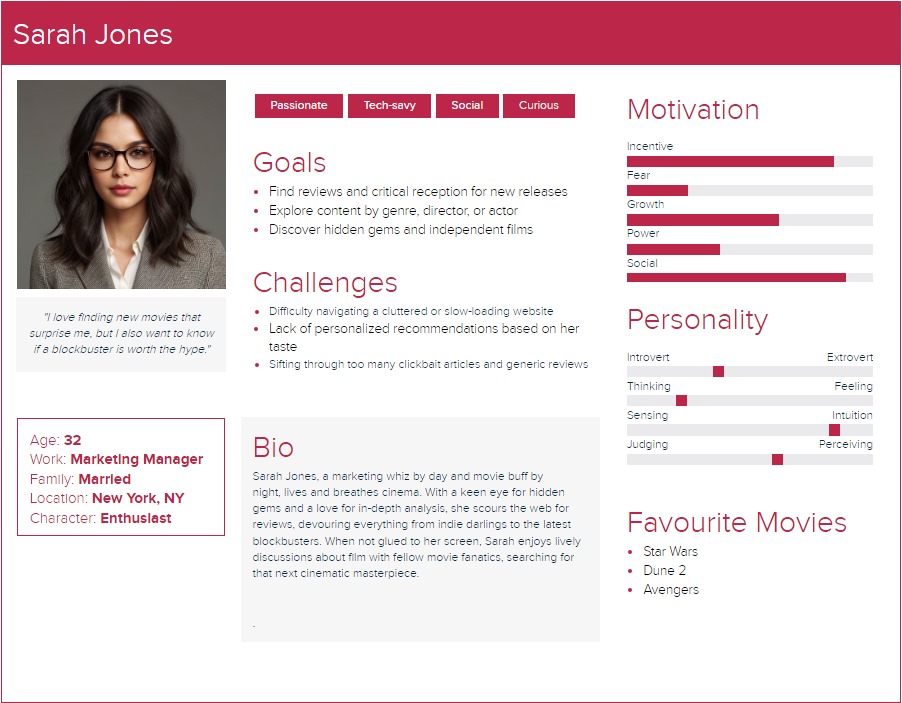 Sarah Jones
Passionate
Tech-savy
Social
Curious
Goals
Find reviews and critical reception for new releases
Explore content by genre, director, or actor
Discover hidden gems and independent films
Challenges
Difficulty navigating a cluttered or slow-loading website
Lack of personalized recommendations based on her
taste
Sifting through too many clickbait articles and generic reviews
"I love finding new movies that
surprise me, but I also want to know
if a blockbuster is worth the hype."
Age: 32
Work: Marketing Manager
Family: Married
Location: New York, NY
Character: Enthusiast
Bio
Sarah Jones, a marketing whiz by day and movie buff by
night, lives and breathes cinema. With a keen eye for hidden
gems and a love for in-depth analysis, she scours the web for
reviews, devouring everything from indie darlings to the latest
blockbusters. When not glued to her screen, Sarah enjoys lively
discussions about film with fellow movie fanatics, searching for
that next cinematic masterpiece.
.
Motivation
Incentive
Fear
Growth
Power
Social
Personality
Introvert Extrovert
Thinking Feeling
Sensing Intuition
Judging Perceiving
Favourite Movies
Star Wars
Dune 2
Avengers